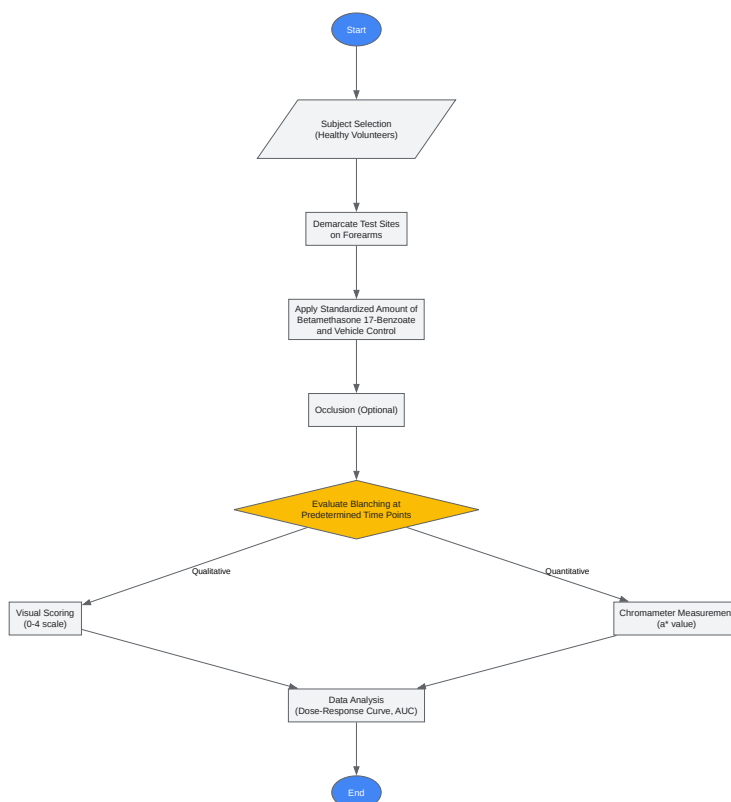 Start
Subject Selection
(Healthy Volunteers)
Demarcate Test Sites
on Forearms
Apply Standardized Amount of
Betamethasone 17-Benzoate
and Vehicle Control
Occlusion (Optional)
Evaluate Blanching at
Predetermined Time Points
Qualitative
Quantitative
Visual Scoring
(0-4 scale)
Chromameter Measurement
(a* value)
Data Analysis
(Dose-Response Curve, AUC)
End